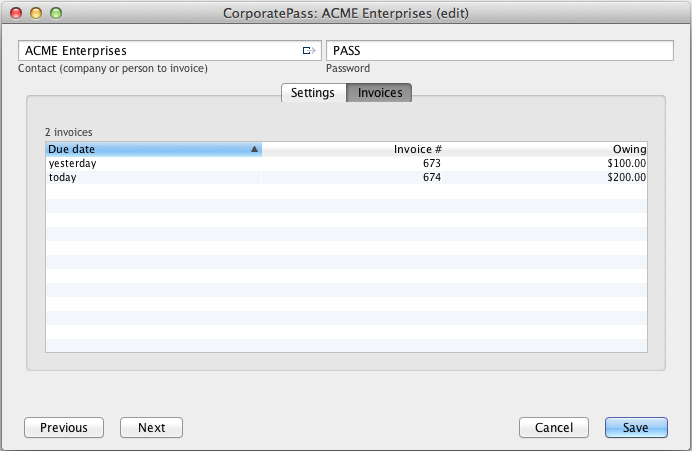 CorporatePass: ACME Enterprises (edit)
ACME Enterprises PASS
Contact (company or person to invoice) Password
Settings Invoices
2 invoices
Due date Invoice # Owing
yesterday 673 $100.00
today 674 $200.00
Previous Next Cancel Save